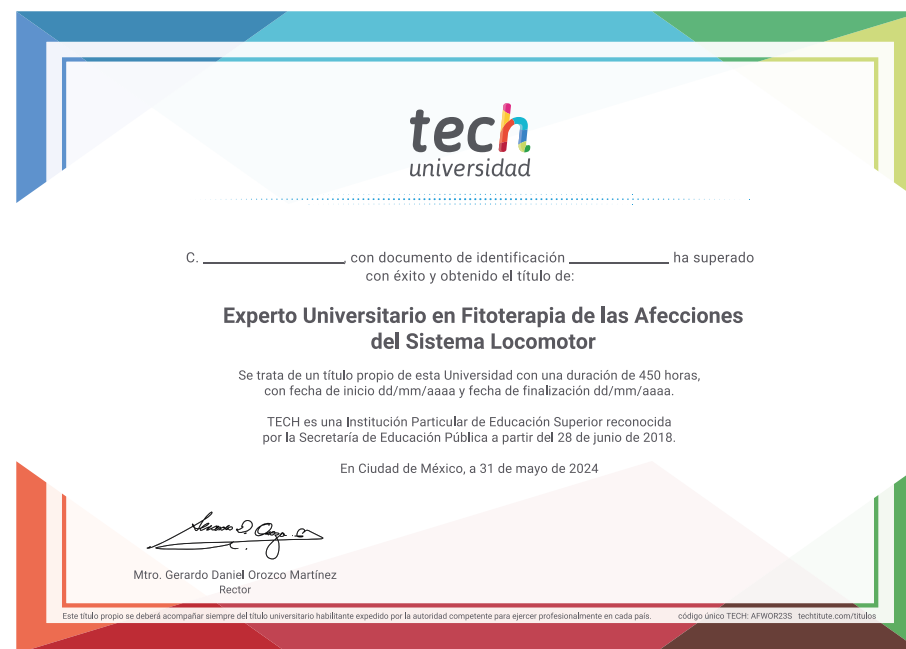 tech
universidad
C. ____________, con documento de identificación ____________ ha superado
con éxito y obtenido el título de:
Experto Universitario en Fitoterapia de las Afecciones
del Sistema Locomotor
Se trata de un título propio de esta Universidad con una duración de 450 horas,
con fecha de inicio dd/mm/aaaa y fecha de finalización dd/mm/aaaa.
TECH es una Institución Particular de Educación Superior reconocida
por la Secretaría de Educación Pública a partir del 28 de junio de 2018.
En Ciudad de México, a 31 de mayo de 2024
Mtro. Gerardo Daniel Orozco Martínez
Rector
Este título propio se deberá acompañar siempre del título universitario habilitante expedido por la autoridad competente para ejercer profesionalmente en cada país. código único TECH: AFWOR23S techtitute.com/titulos